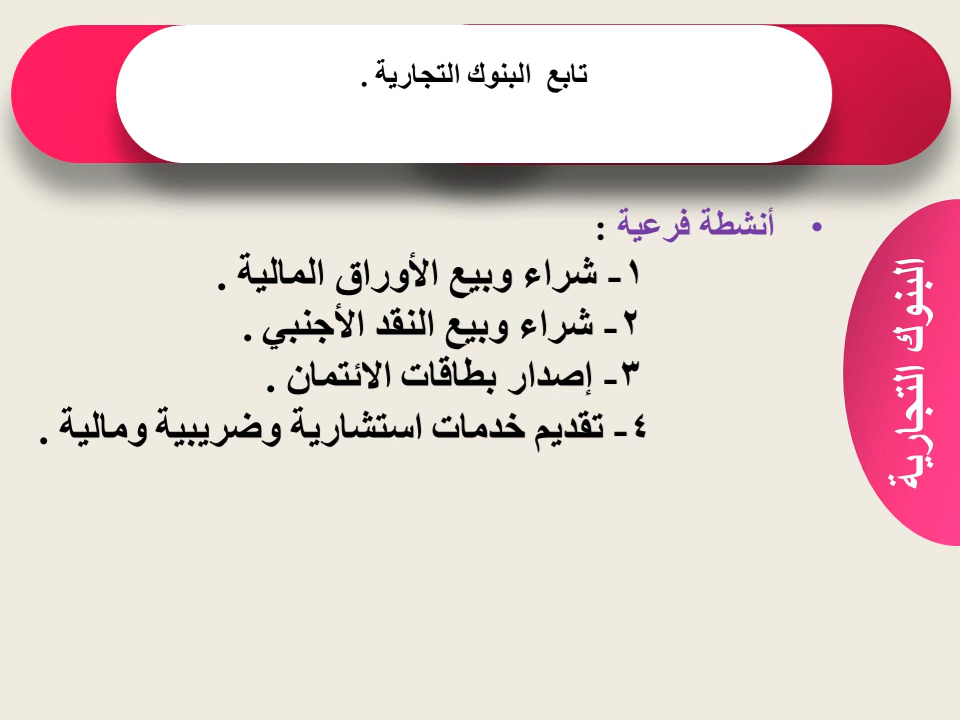 تابع البنوك التجارية .
• أنشطة فرعية :
١- شراء وبيع الأوراق المالية .
٢- شراء وبيع النقد الأجنبي .
٣- إصدار بطاقات الائتمان .
٤- تقديم خدمات استشارية وضريبية ومالية .
البنوك التجارية